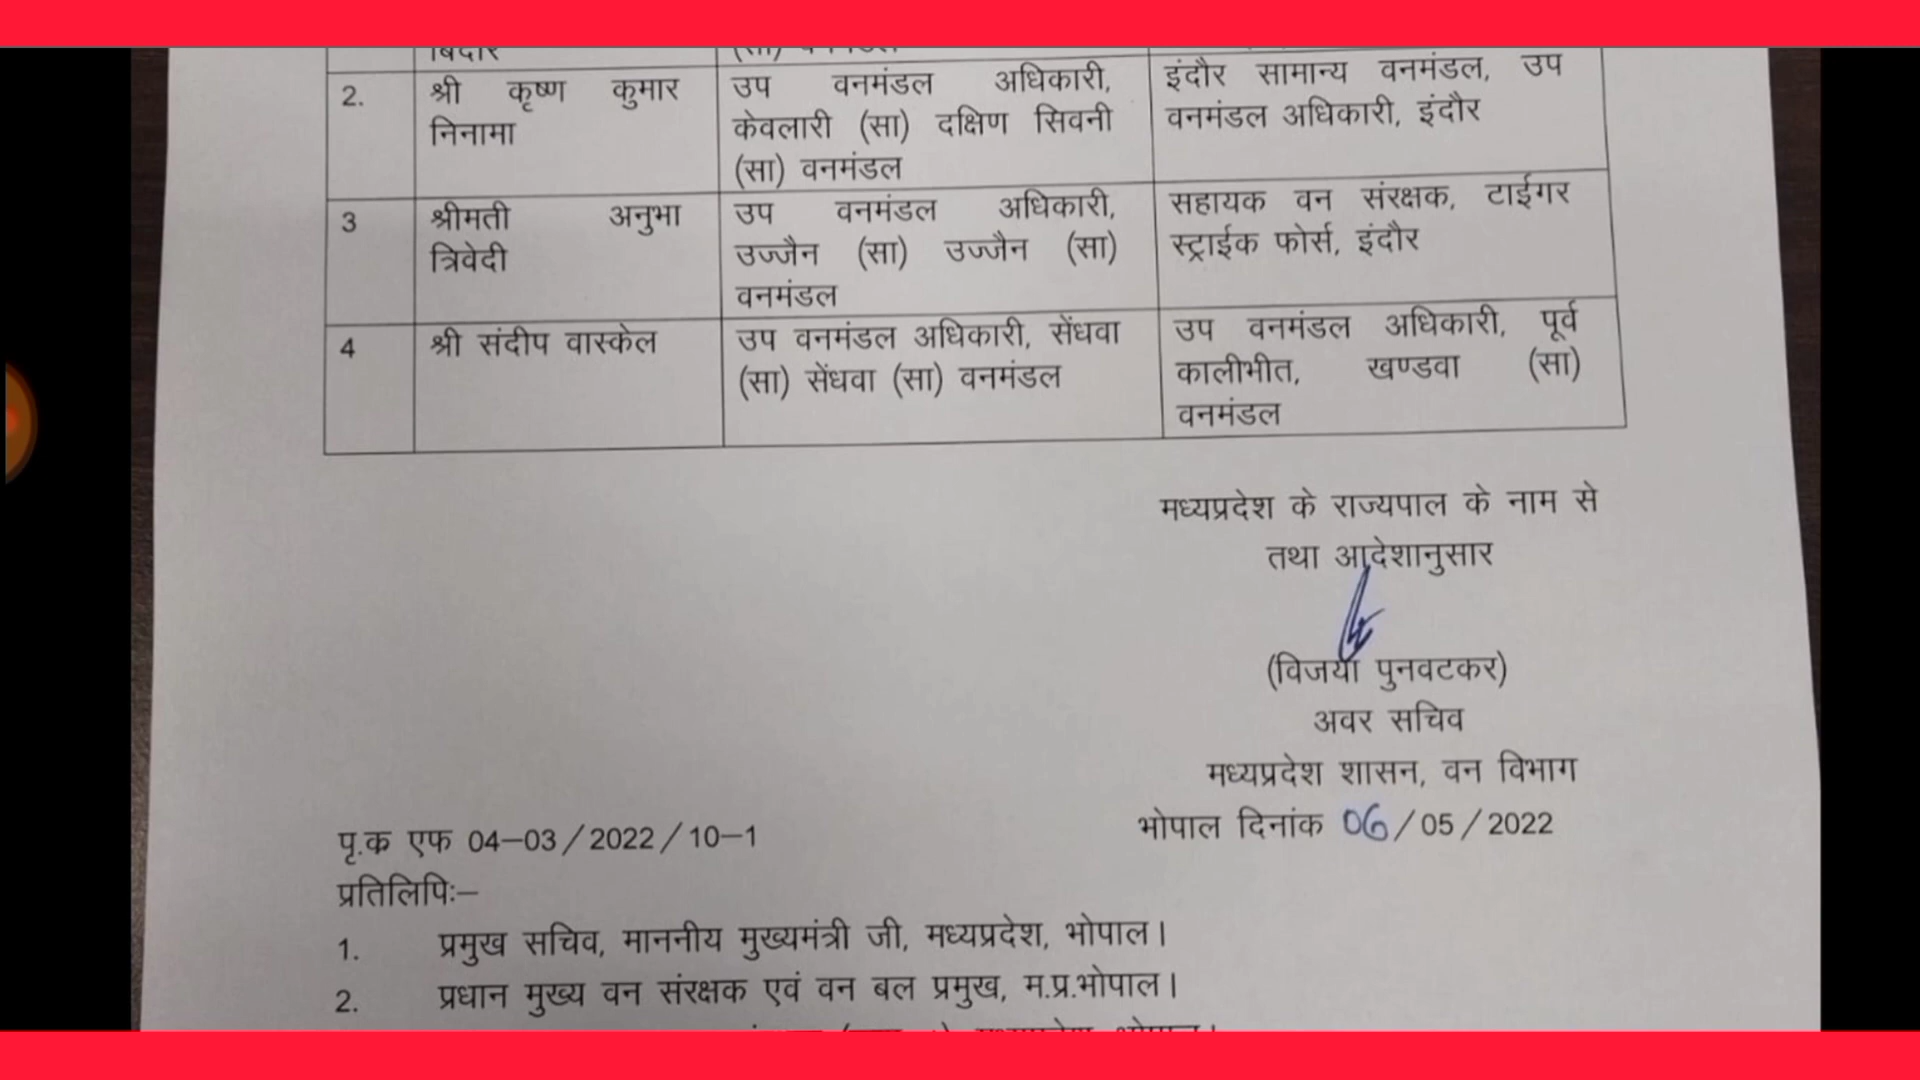 2. श्री कृष्ण कुमार निनामा
उप वनमंडल अधिकारी,
केवलारी (सा) दक्षिण सिवनी
(सा) वनमंडल
इंदौर सामान्य वनमंडल, उप
वनमंडल अधिकारी, इंदौर
3 श्रीमती अनुभा त्रिवेदी
उप वनमंडल अधिकारी,
उज्जैन (सा) उज्जैन (सा)
वनमंडल
सहायक वन संरक्षक, टाईगर
स्ट्राईक फोर्स, इंदौर
4 श्री संदीप वास्केल
उप वनमंडल अधिकारी, सेंधवा
(सा) सेंधवा (सा) वनमंडल
उप वनमंडल अधिकारी, पूर्व
कालीभीत, खण्डवा (सा)
वनमंडल
मध्यप्रदेश के राज्यपाल के नाम से
तथा आदेशानुसार
(विजया पुनवटकर)
अवर सचिव
मध्यप्रदेश शासन, वन विभाग
भोपाल दिनांक 06/05/2022
पृ.क एफ 04–03/2022/10–1
प्रतिलिपिः–
1. प्रमुख सचिव, माननीय मुख्यमंत्री जी, मध्यप्रदेश, भोपाल।
2. प्रधान मुख्य वन संरक्षक एवं वन बल प्रमुख, म.प्र.भोपाल।